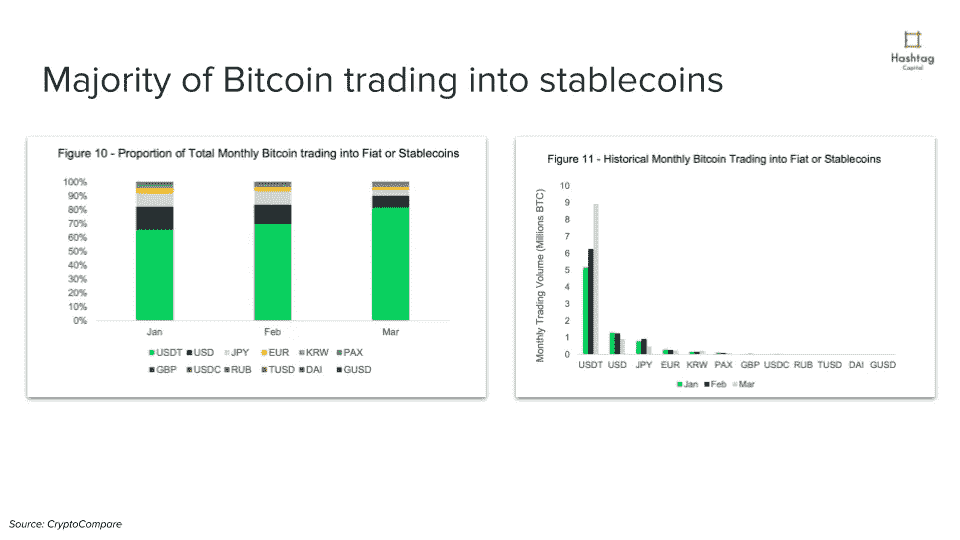 Hashtag
Capital
Majority of Bitcoin trading into stablecoins
Figure 10 - Proportion of Total Monthly Bitcoin trading into Fiat or Stablecoins
100%
90%
80%
70%
60%
50%
40%
30%
20%
10%
0%
Jan Feb Mar
USDT USD JPY EUR KRW PAX
GBP USDC RUB TUSD DAI GUSD
Figure 11 - Historical Monthly Bitcoin Trading into Fiat or Stablecoins
Monthly Trading Volume (Millions BTC)
10
9
8
7
6
5
4
3
2
1
0
USDT USD JPY EUR KRW PAX GBP USDC RUB TUSD DAI GUSD
Jan Feb Mar
Source: CryptoCompare